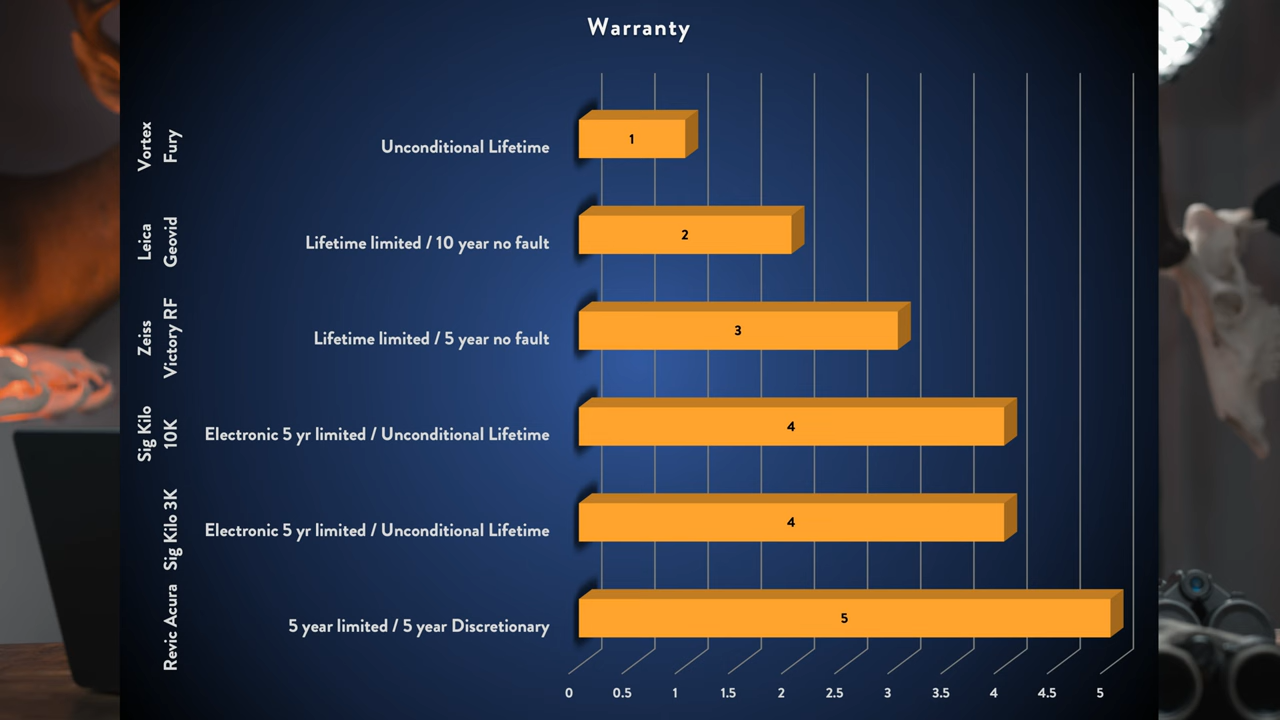 Warranty
Vortex
Fury
Unconditional Lifetime
1
Leica
Geovid
Lifetime limited / 10 year no fault
2
Zeiss
Victory RF
Lifetime limited / 5 year no fault
3
Sig Kilo
10K
Electronic 5 yr limited / Unconditional Lifetime
4
Sig Kilo 3K
Electronic 5 yr limited / Unconditional Lifetime
4
Revic Acura
5 year limited / 5 year Discretionary
5
0 0.5 1 1.5 2 2.5 3 3.5 4 4.5 5